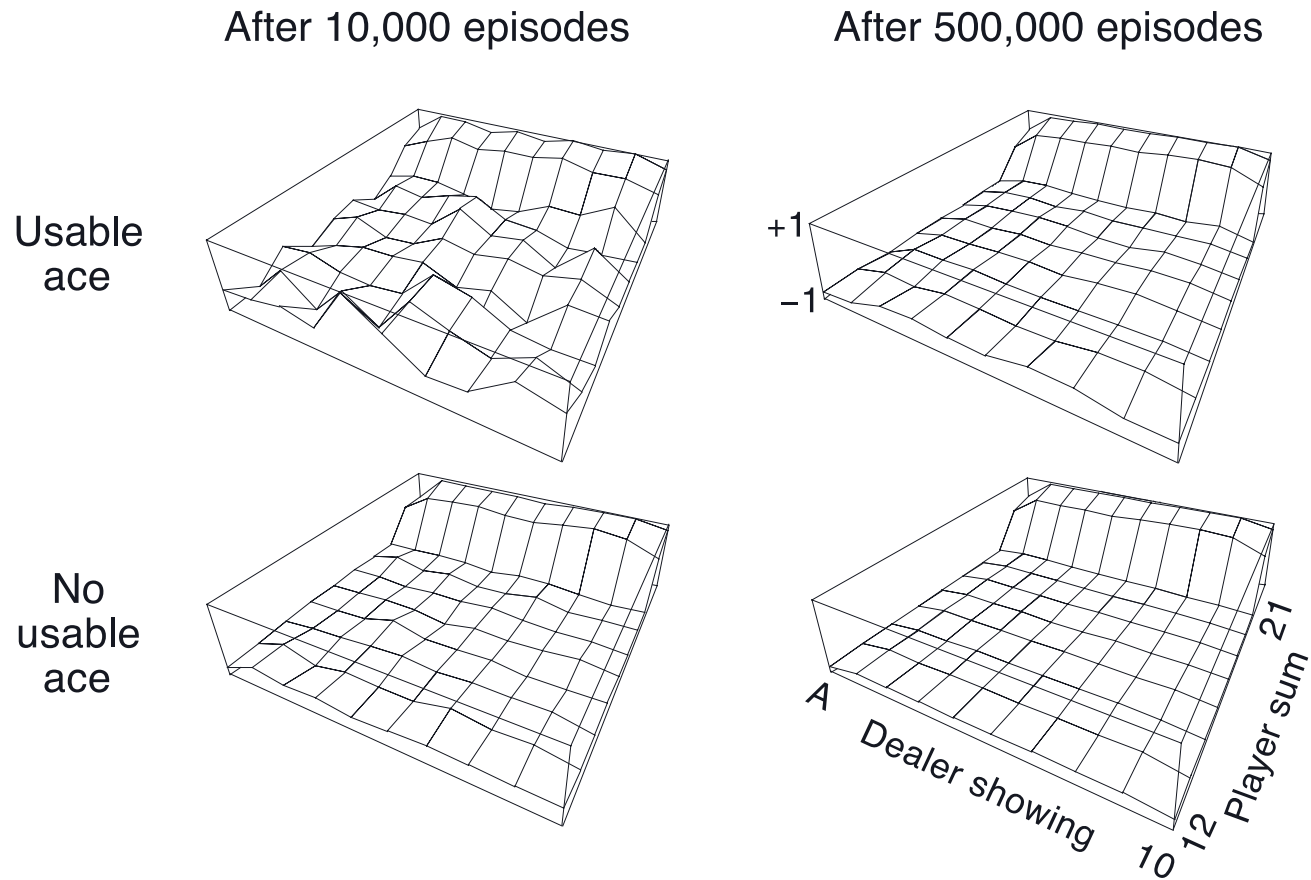 After 10,000 episodes
After 500,000 episodes
Usable
ace
+1
−1
No
usable
ace
A
Dealer showing
10
12
Player sum
21